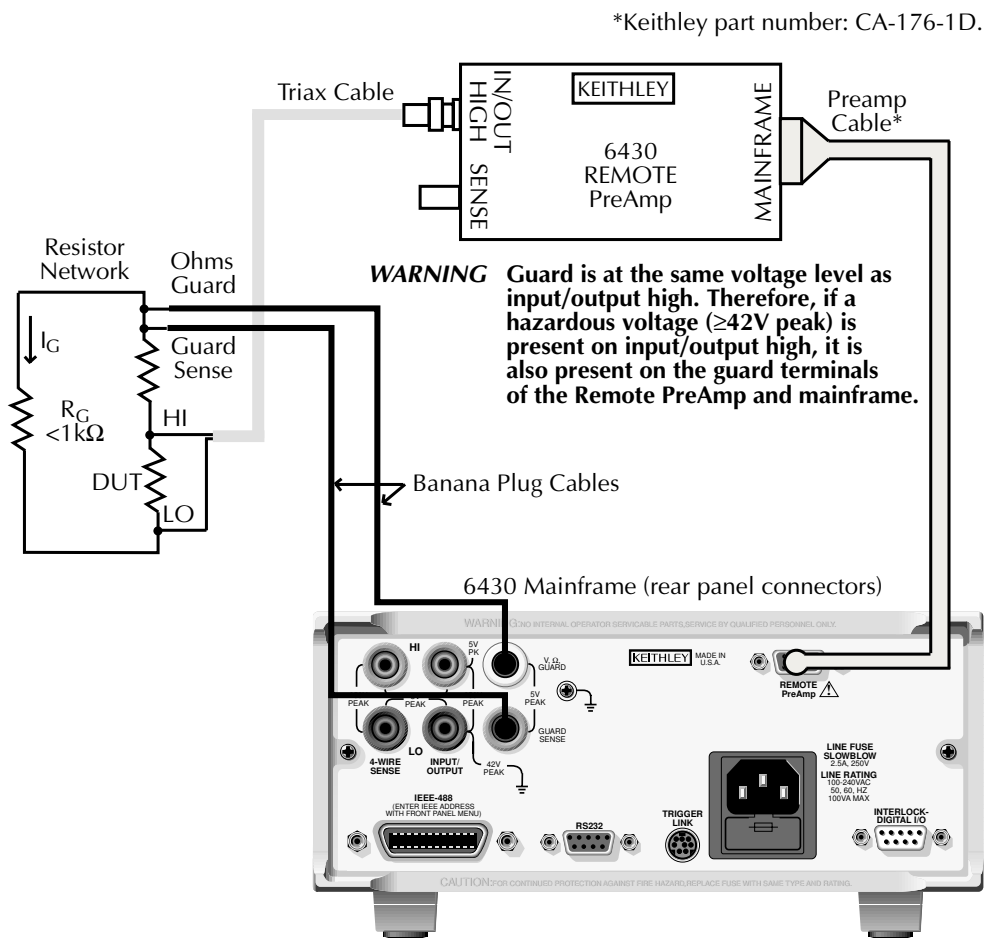 *Keithley part number: CA-176-1D.
Triax Cable
IN/OUT
HIGH
SENSE
KEITHLEY
6430
REMOTE
PreAmp
MAINFRAME
Preamp
Cable*
Resistor
Network
Ohms
Guard
WARNING Guard is at the same voltage level as
input/output high. Therefore, if a
hazardous voltage (≥42V peak) is
present on input/output high, it is
also present on the guard terminals
of the Remote PreAmp and mainframe.
IG
Guard
Sense
RG
<1kΩ
HI
DUT
LO
Banana Plug Cables
6430 Mainframe (rear panel connectors)
WARNING:NO INTERNAL OPERATOR SERVICABLE PARTS,SERVICE BY QUALIFIED PERSONNEL ONLY.
HI
5V
PK
V, Ω,
GUARD
KEITHLEY
MADE IN
U.S.A.
REMOTE
PreAmp
PEAK
PEAK
PEAK
5V
PEAK
GUARD
SENSE
LO
4-WIRE
SENSE
INPUT/
OUTPUT
42V
PEAK
LINE FUSE
SLOWBLOW
2.5A, 250V
LINE RATING
100-240VAC
50, 60, HZ
100VA MAX
IEEE-488
(ENTER IEEE ADDRESS
WITH FRONT PANEL MENU)
RS232
TRIGGER
LINK
INTERLOCK-
DIGITAL I/O
CAUTION:FOR CONTINUED PROTECTION AGAINST FIRE HAZARD,REPLACE FUSE WITH SAME TYPE AND RATING.